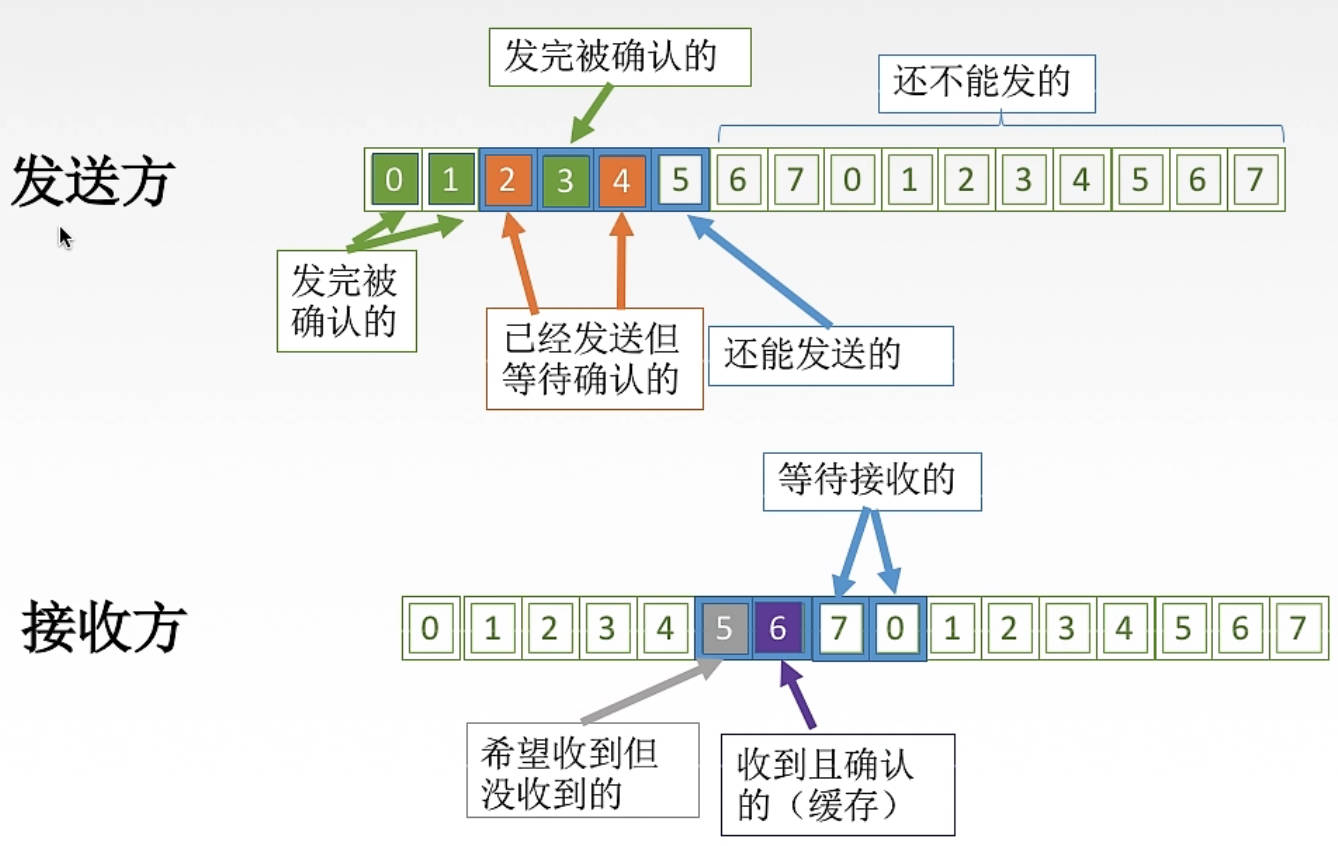 发完被确认的
还不能发的
发送方
0 1 2 3 4 5 6 7 0 1 2 3 4 5 6 7
发完被
确认的
已经发送但
等待确认的
还能发送的
等待接收的
接收方
0 1 2 3 4 5 6 7 0 1 2 3 4 5 6 7
希望收到但
没收到的
收到且确认
的（缓存）